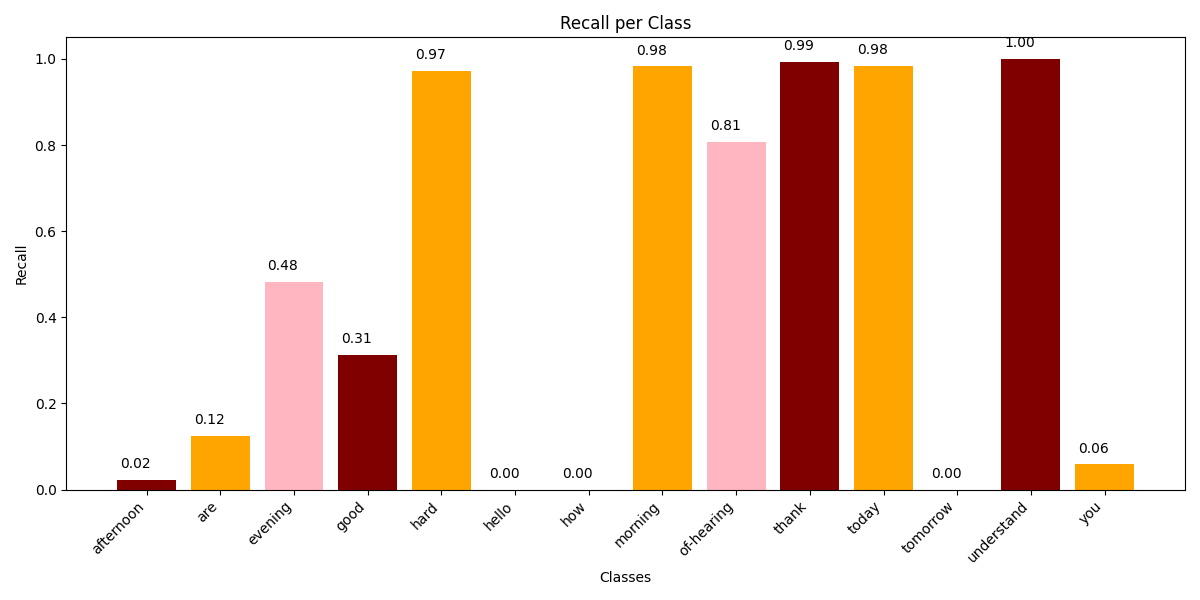 Recall per Class
1.0
0.8
0.6
0.4
0.2
0.0
Recall
0.02
0.12
0.48
0.31
0.97
0.00
0.00
0.98
0.81
0.99
0.98
0.00
1.00
0.06
afternoon
are
evening
good
hard
hello
how
morning
of-hearing
thank
today
tomorrow
understand
you
Classes